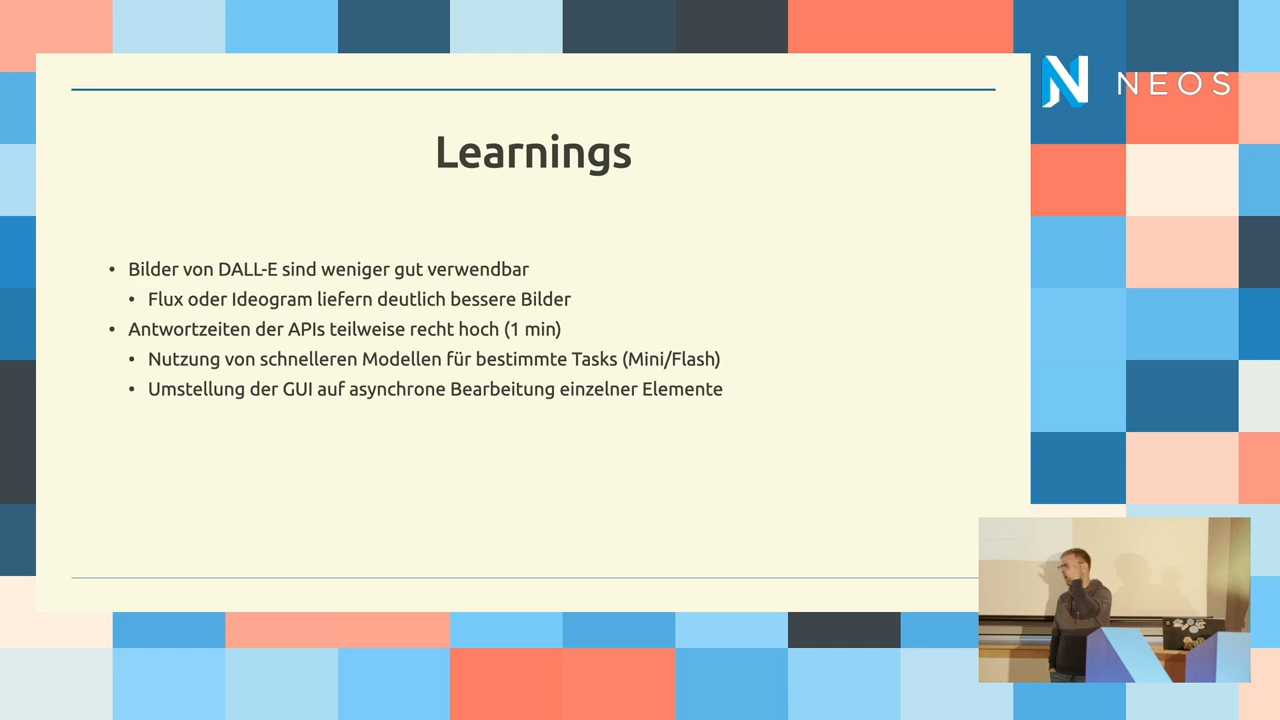 NEOS
Learnings
• Bilder von DALL-E sind weniger gut verwendbar
• Flux oder Ideogram liefern deutlich bessere Bilder
• Antwortzeiten der APIs teilweise recht hoch (1 min)
• Nutzung von schnelleren Modellen für bestimmte Tasks (Mini/Flash)
• Umstellung der GUI auf asynchrone Bearbeitung einzelner Elemente